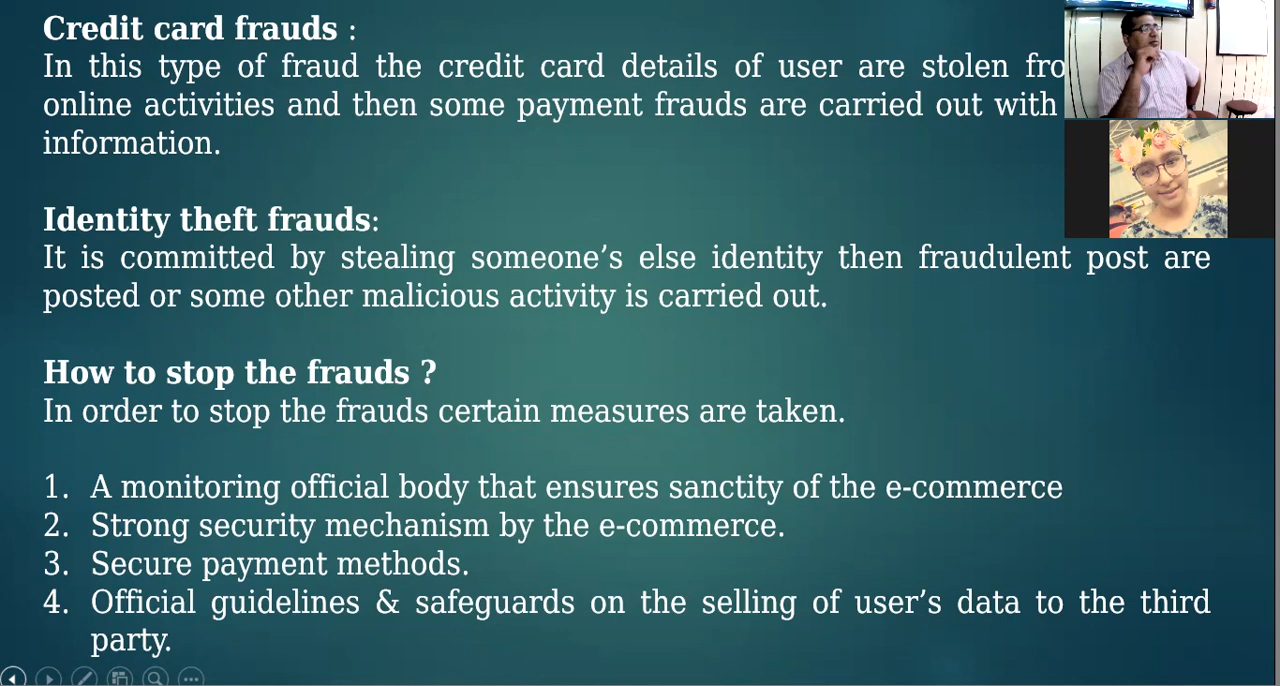 Credit card frauds :
In this type of fraud the credit card details of user are stolen
online activities and then some payment frauds are carried out with
information.
Identity theft frauds:
It is committed by stealing someone’s else identity then fraudulent post are
posted or some other malicious activity is carried out.
How to stop the frauds ?
In order to stop the frauds certain measures are taken.
1. A monitoring official body that ensures sanctity of the e-commerce
2. Strong security mechanism by the e-commerce.
3. Secure payment methods.
4. Official guidelines & safeguards on the selling of user’s data to the third
party.